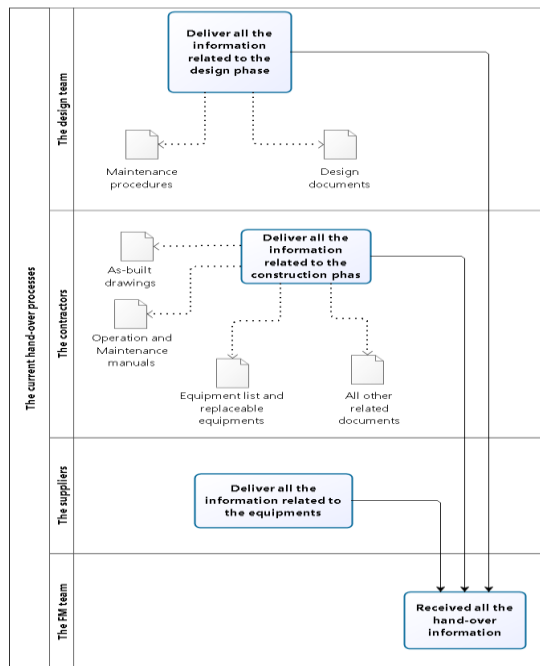 The current hand-over processes
The design team
Deliver all the
information
related to the
design phase
Maintenance
procedures
Design
documents
The contractors
Deliver all the
information
related to the
construction phas
As-built
drawings
Operation and
Maintenance
manuals
Equipment list and
replaceable
equipments
All other
related
documents
The suppliers
Deliver all the
information related to
the equipments
The FM team
Received all the
hand-over
information